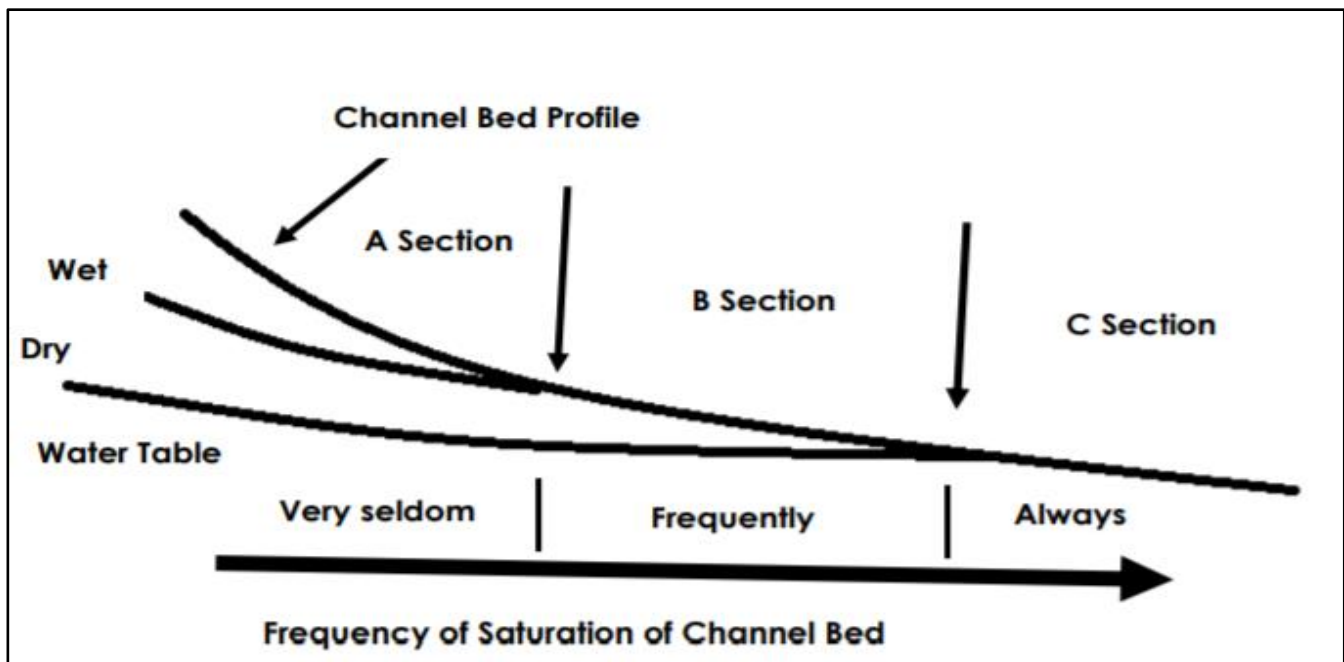 Channel Bed Profile
A Section
Wet
B Section
C Section
Dry
Water Table
Very seldom
Frequently
Always
Frequency of Saturation of Channel Bed